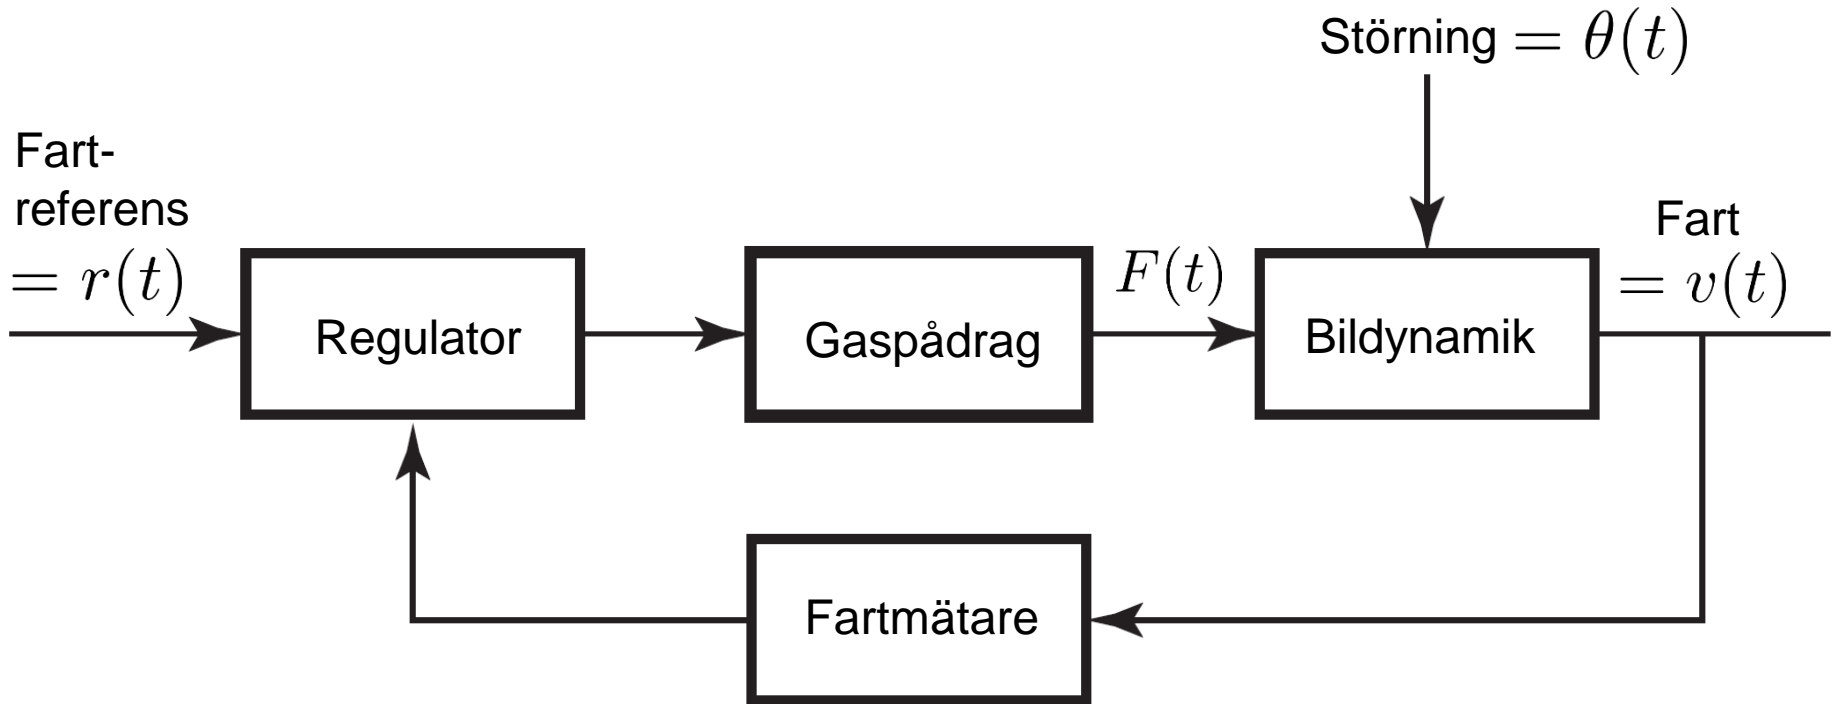 Störning = θ(t)
Fart-
referens
= r(t)
Regulator
Gaspådrag
F(t)
Bildynamik
Fart
= v(t)
Fartmätare